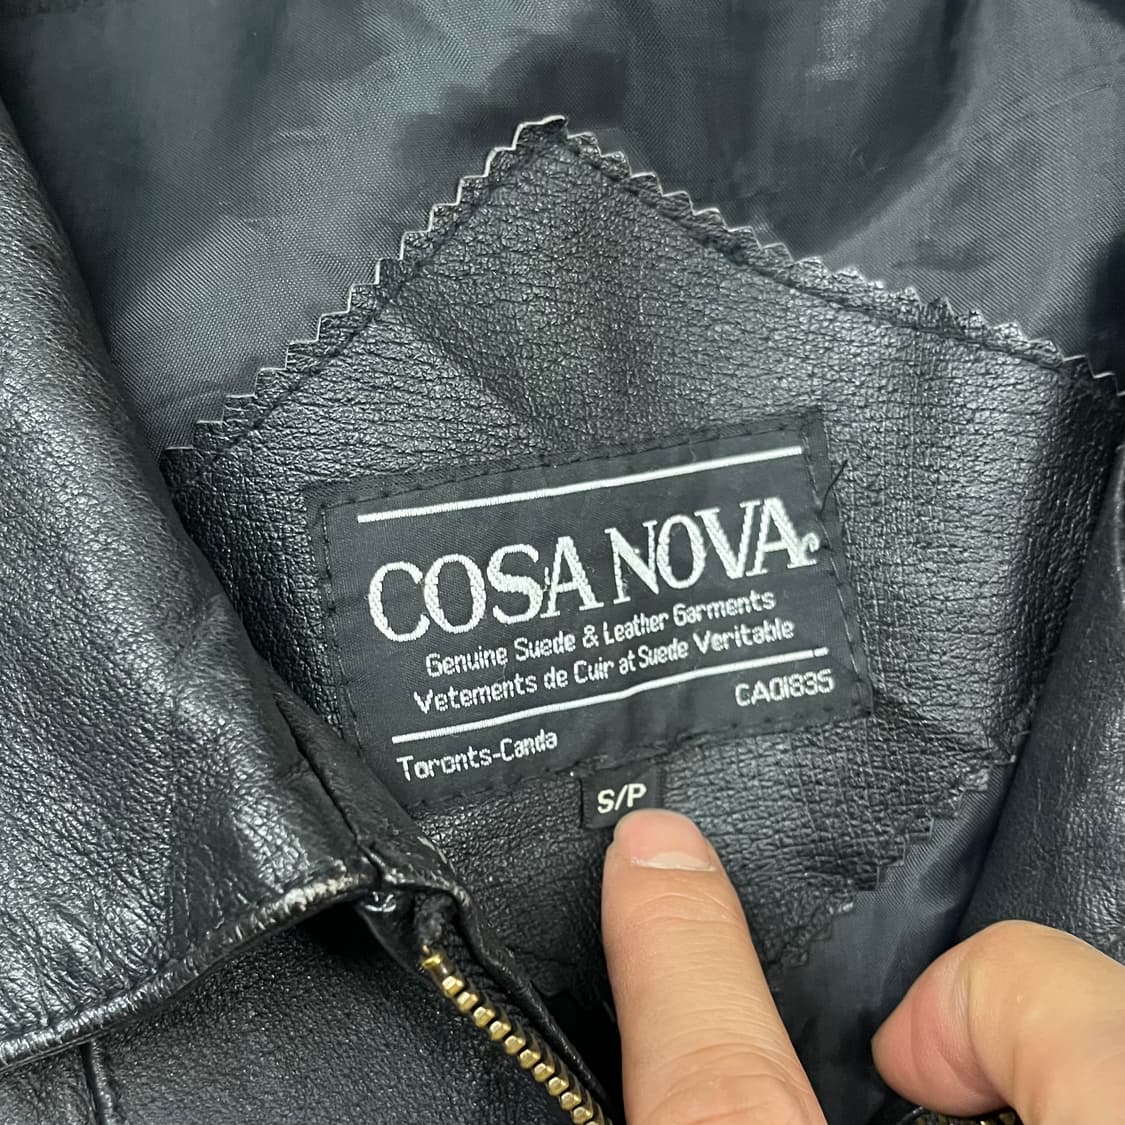 COSA NOVA
Genuine Suede & Leather Garments
Vetements de Cuir at Suede Veritable
CA01835
Toronts-Canda
S/P